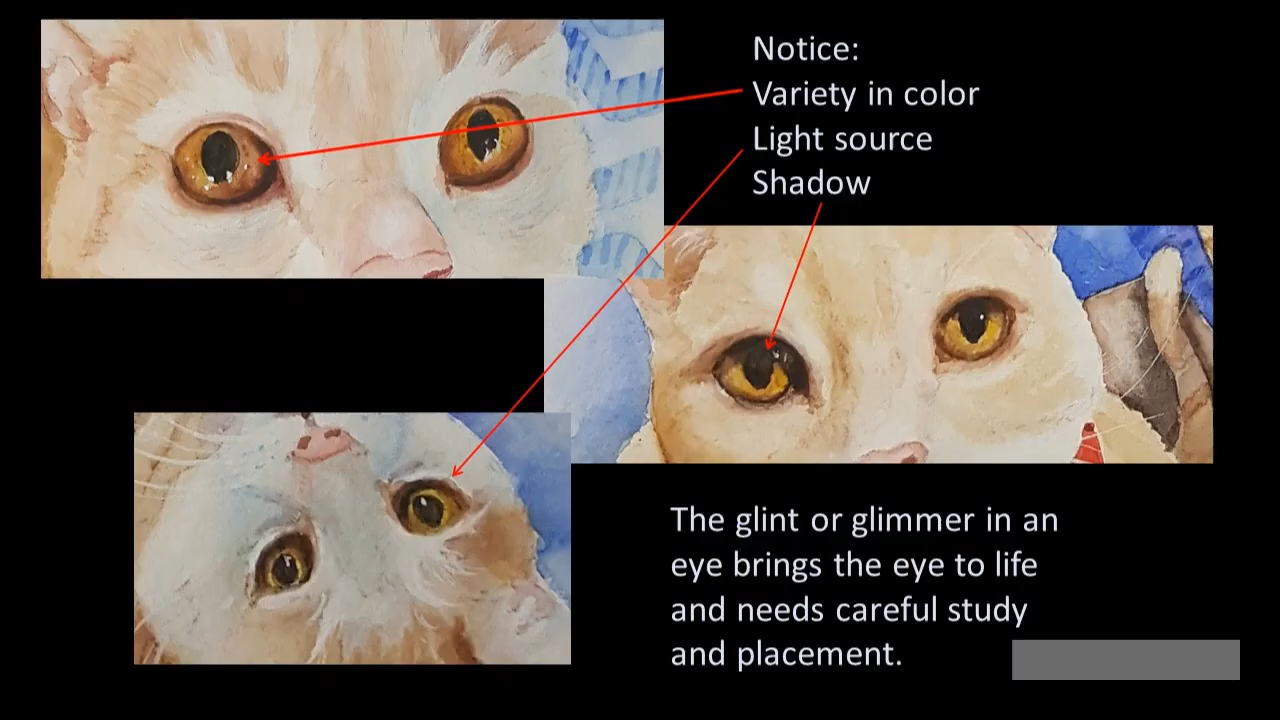 Notice:
Variety in color
Light source
Shadow
The glint or glimmer in an
eye brings the eye to life
and needs careful study
and placement.